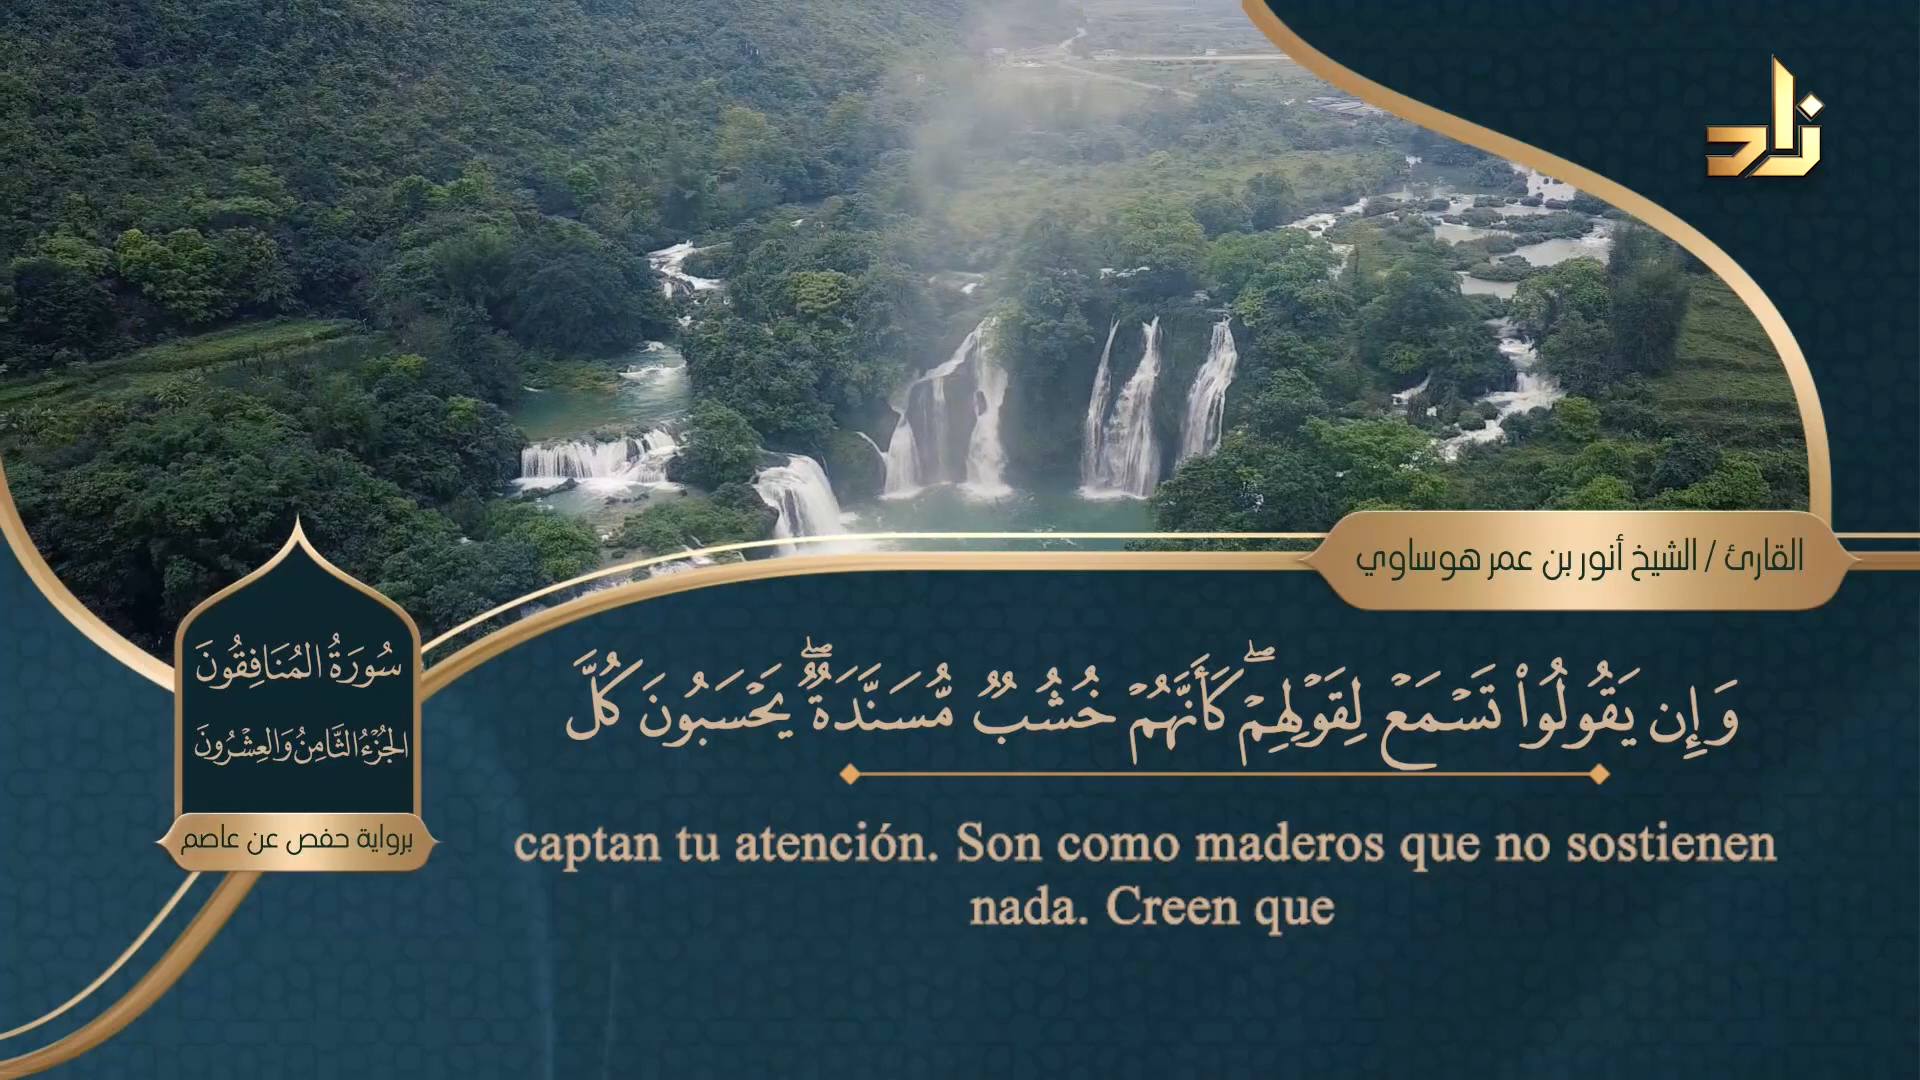 زاد
القارئ / الشيخ أنور بن عمر هوساوي
سُورَةُ المُنَافِقُونَ
الجُزْءُ الثَّامِنُ وَالعِشْرُونَ
برواية حفص عن عاصم
وَإِن يَقُولُواْ تَسۡمَعۡ لِقَوۡلِهِمۡۖ كَأَنَّهُمۡ خُشُبٞ مُّسَنَّدَةٞۖ يَحۡسَبُونَ كُلَّ
captan tu atención. Son como maderos que no sostienen
nada. Creen que